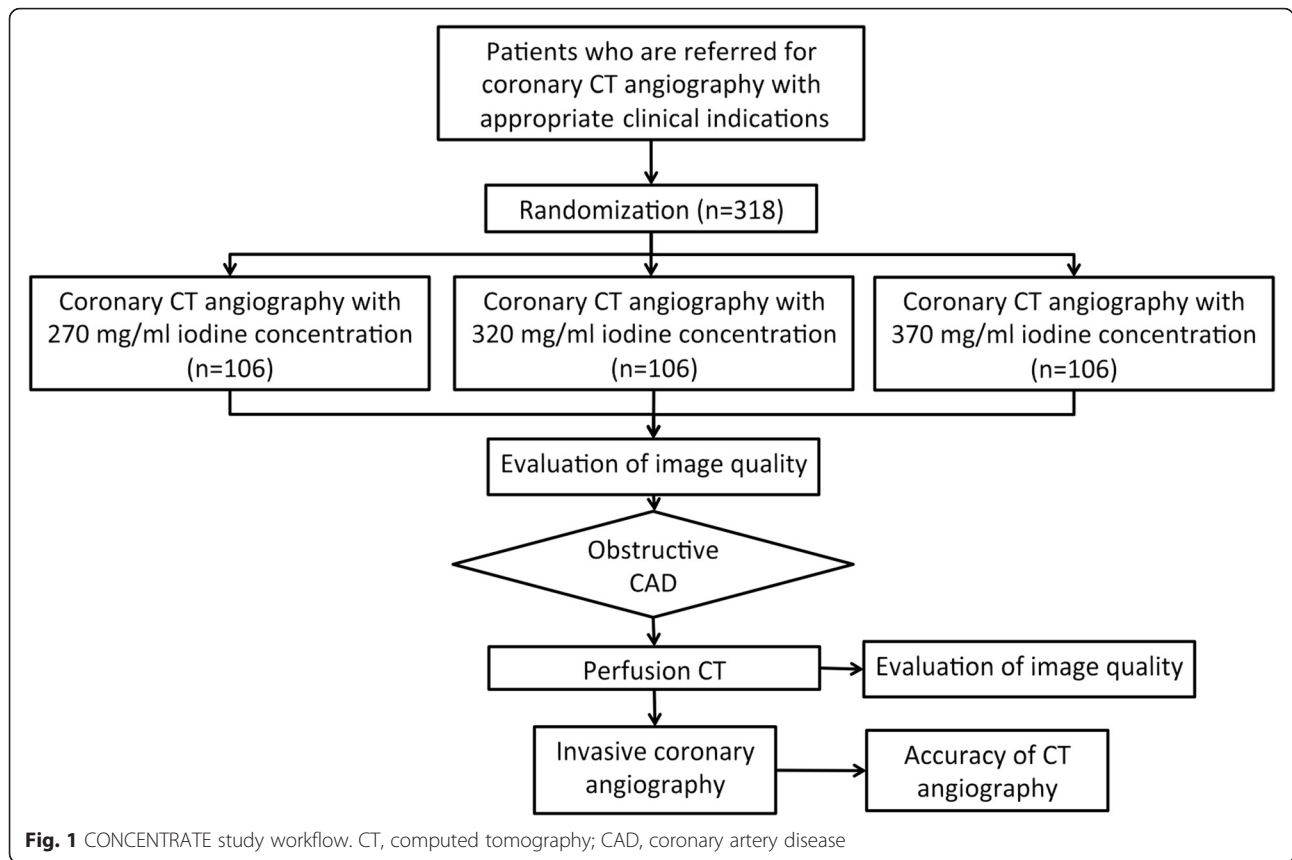 Patients who are referred for
coronary CT angiography with
appropriate clinical indications
Randomization (n=318)
Coronary CT angiography with
270 mg/ml iodine concentration
(n=106)
Coronary CT angiography with
320 mg/ml iodine concentration
(n=106)
Coronary CT angiography with
370 mg/ml iodine concentration
(n=106)
Evaluation of image quality
Obstructive
CAD
Perfusion CT
Evaluation of image quality
Invasive coronary
angiography
Accuracy of CT
angiography
Fig. 1 CONCENTRATE study workflow. CT, computed tomography; CAD, coronary artery disease